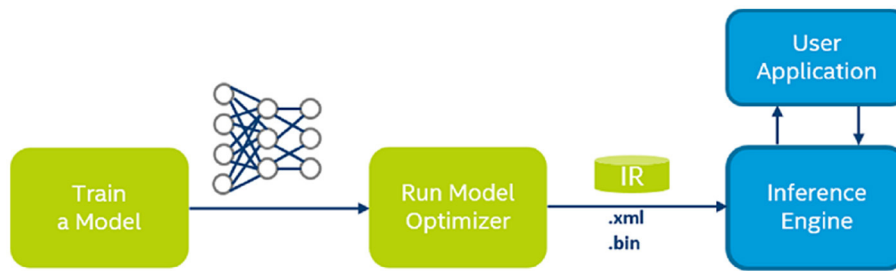 Train
a Model
Run Model
Optimizer
IR
.xml
.bin
User
Application
Inference
Engine